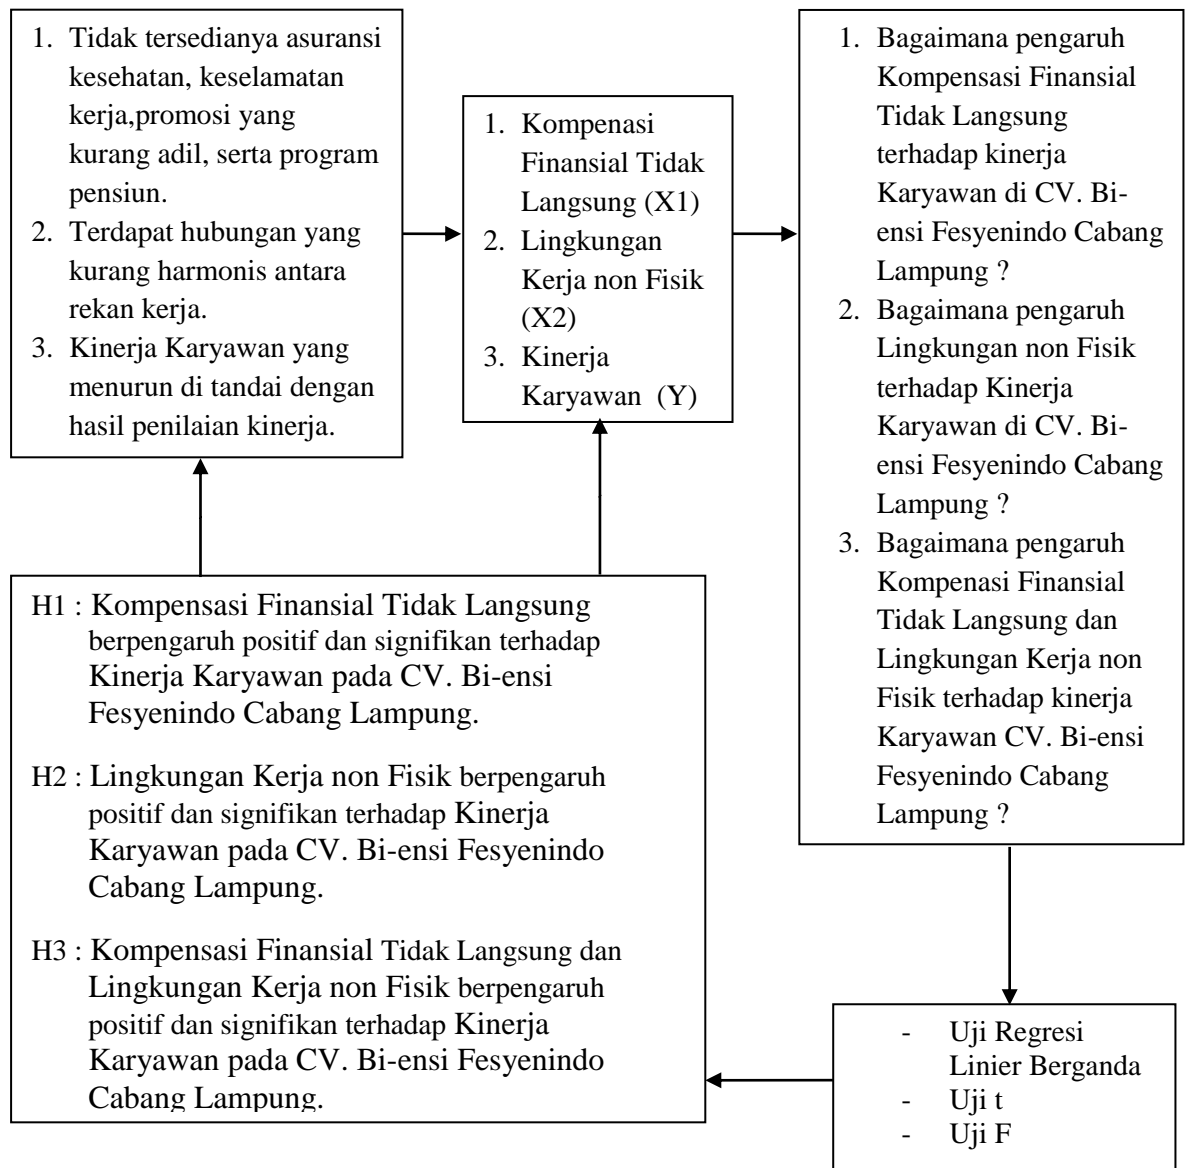 1. Tidak tersedianya asuransi
kesehatan, keselamatan
kerja,promosi yang
kurang adil, serta program
pensiun.
2. Terdapat hubungan yang
kurang harmonis antara
rekan kerja.
3. Kinerja Karyawan yang
menurun di tandai dengan
hasil penilaian kinerja.
1. Kompenasi
Finansial Tidak
Langsung (X1)
2. Lingkungan
Kerja non Fisik
(X2)
3. Kinerja
Karyawan (Y)
1. Bagaimana pengaruh
Kompensasi Finansial
Tidak Langsung
terhadap kinerja
Karyawan di CV. Bi-
ensi Fesyenindo Cabang
Lampung ?
2. Bagaimana pengaruh
Lingkungan non Fisik
terhadap Kinerja
Karyawan di CV. Bi-
ensi Fesyenindo Cabang
Lampung ?
3. Bagaimana pengaruh
Kompenasi Finansial
Tidak Langsung dan
Lingkungan Kerja non
Fisik terhadap kinerja
Karyawan CV. Bi-ensi
Fesyenindo Cabang
Lampung ?
H1 : Kompensasi Finansial Tidak Langsung
berpengaruh positif dan signifikan terhadap
Kinerja Karyawan pada CV. Bi-ensi
Fesyenindo Cabang Lampung.
H2 : Lingkungan Kerja non Fisik berpengaruh
positif dan signifikan terhadap Kinerja
Karyawan pada CV. Bi-ensi Fesyenindo
Cabang Lampung.
H3 : Kompensasi Finansial Tidak Langsung dan
Lingkungan Kerja non Fisik berpengaruh
positif dan signifikan terhadap Kinerja
Karyawan pada CV. Bi-ensi Fesyenindo
Cabang Lampung.
- Uji Regresi
Linier Berganda
- Uji t
- Uji F